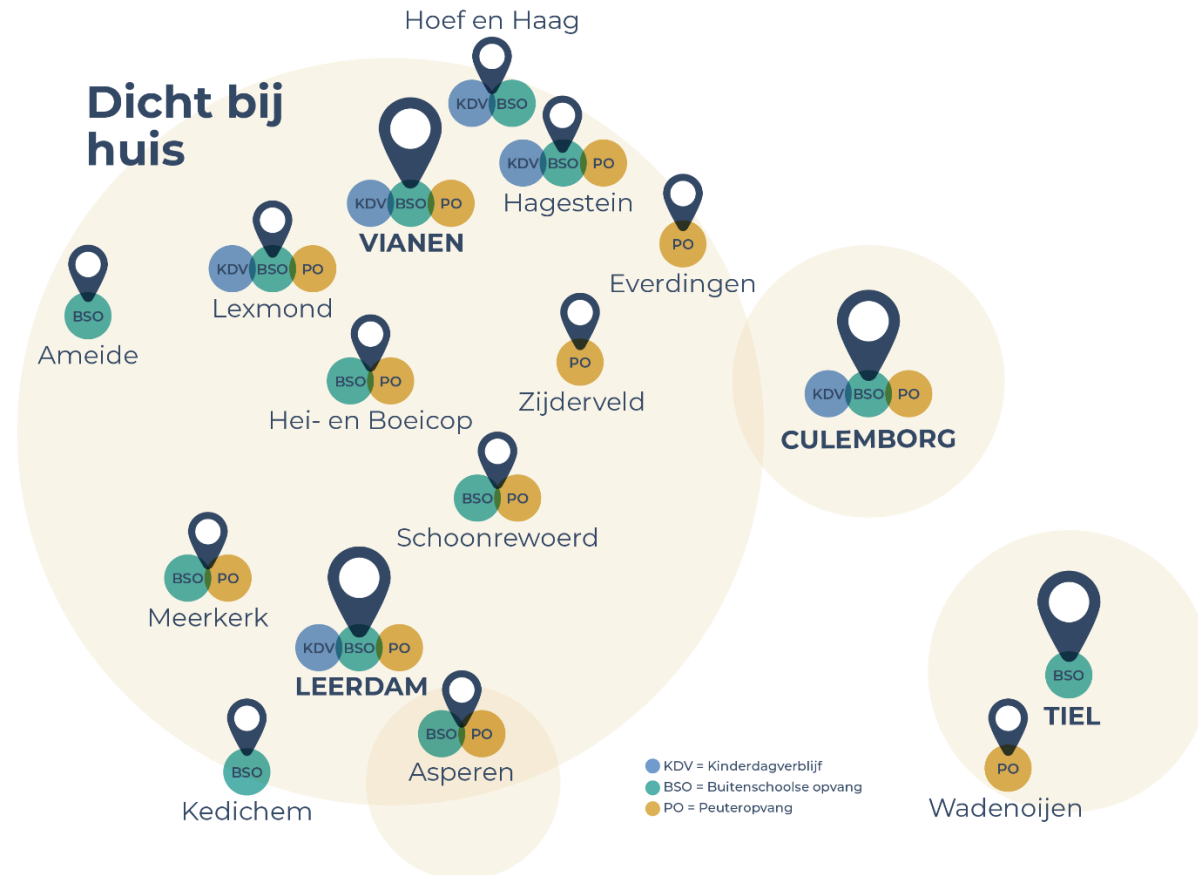 Hoef en Haag
Dicht bij
huis
KDV BSO
KDV BSO PO
Hagestein
KDV BSO PO
VIANEN
PO
Everdingen
KDV BSO PO
Lexmond
BSO
Ameide
PO
Zijderveld
BSO PO
Hei- en Boeicop
KDV BSO PO
CULEMBORG
BSO PO
Schoonrewoerd
BSO PO
Meerkerk
KDV BSO PO
LEERDAM
BSO
TIEL
BSO PO
Asperen
BSO
Kedichem
KDV = Kinderdagverblijf
BSO = Buitenschoolse opvang
PO = Peuteropvang
PO
Wadenoijen